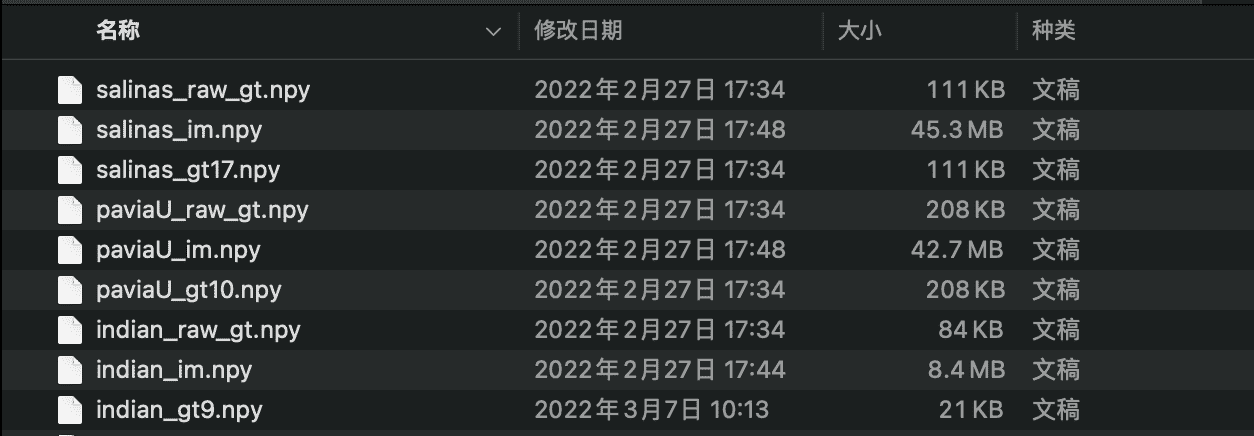 名称 修改日期 大小 种类
salinas_raw_gt.npy 2022年2月27日 17:34 111 KB 文稿
salinas_im.npy 2022年2月27日 17:48 45.3 MB 文稿
salinas_gt17.npy 2022年2月27日 17:34 111 KB 文稿
paviaU_raw_gt.npy 2022年2月27日 17:34 208 KB 文稿
paviaU_im.npy 2022年2月27日 17:48 42.7 MB 文稿
paviaU_gt10.npy 2022年2月27日 17:34 208 KB 文稿
indian_raw_gt.npy 2022年2月27日 17:34 84 KB 文稿
indian_im.npy 2022年2月27日 17:44 8.4 MB 文稿
indian_gt9.npy 2022年3月7日 10:13 21 KB 文稿